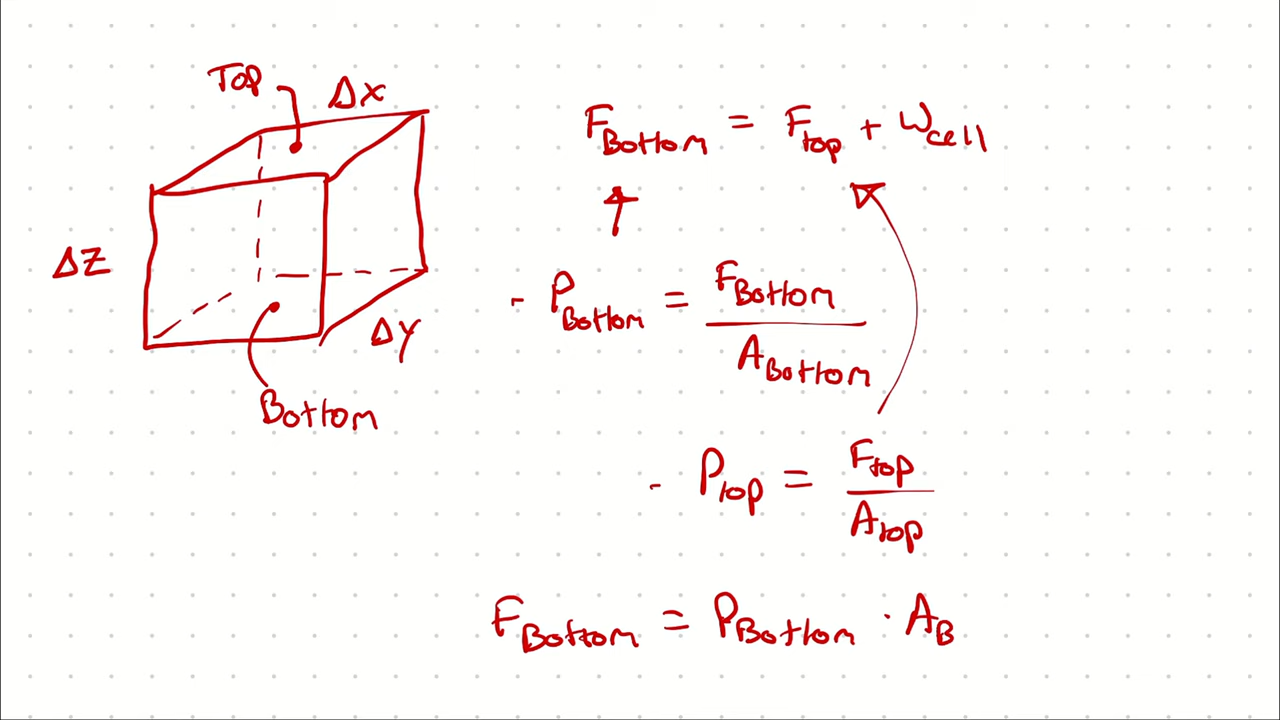 Top
ΔX
ΔZ
ΔY
Bottom
F_Bottom = F_top + W_cell
- P_Bottom = F_Bottom / A_Bottom
- P_top = F_top / A_top
F_Bottom = P_Bottom · A_B